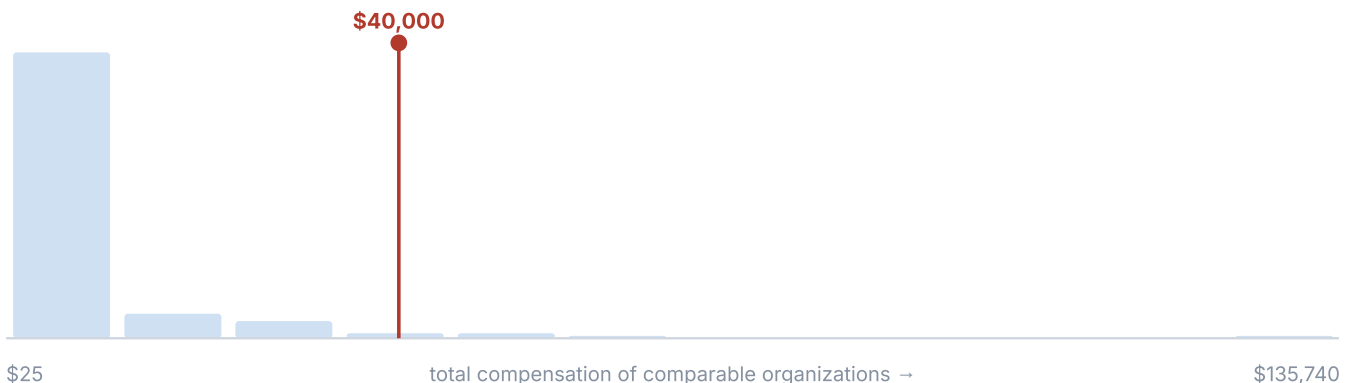 $40,000
$25
total compensation of comparable organizations →
$135,740